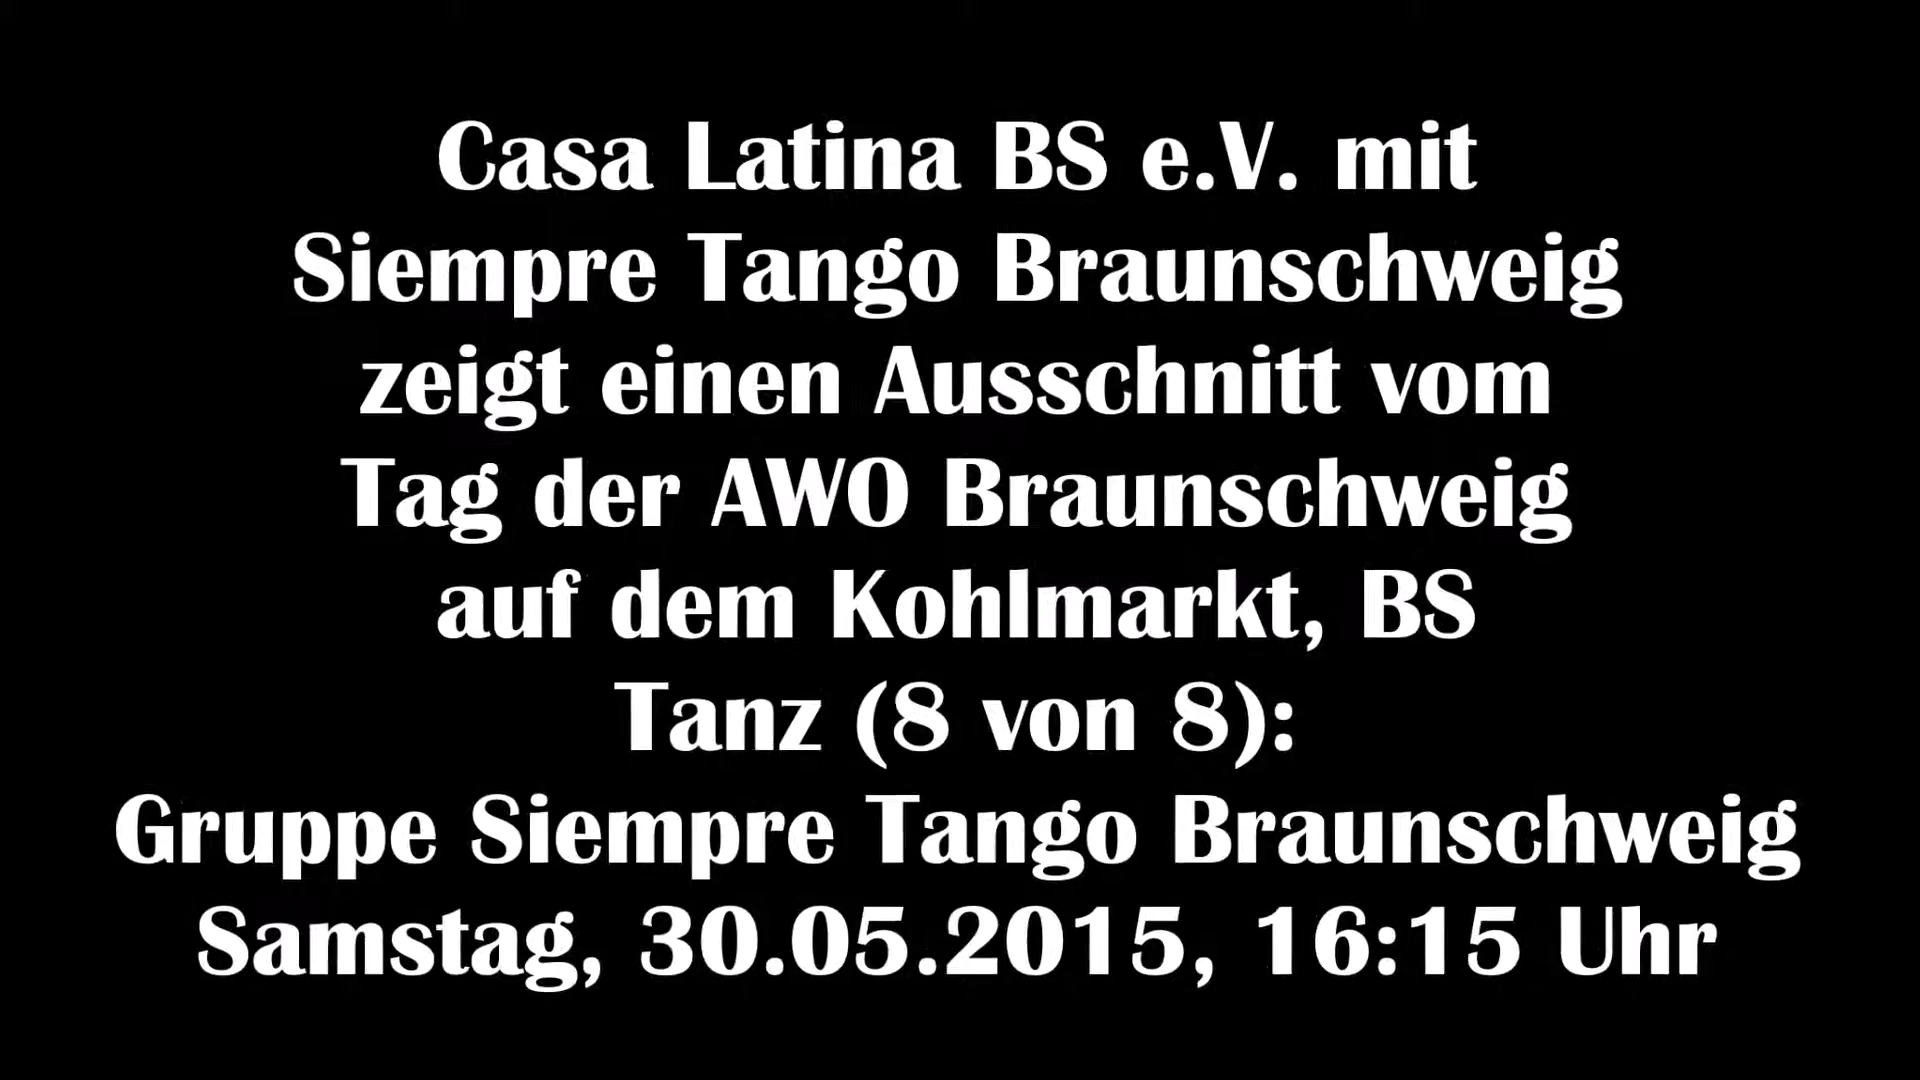 Casa Latina BS e.V. mit
Siempre Tango Braunschweig
zeigt einen Ausschnitt vom
Tag der AWO Braunschweig
auf dem Kohlmarkt, BS
Tanz (8 von 8):
Gruppe Siempre Tango Braunschweig
Samstag, 30.05.2015, 16:15 Uhr